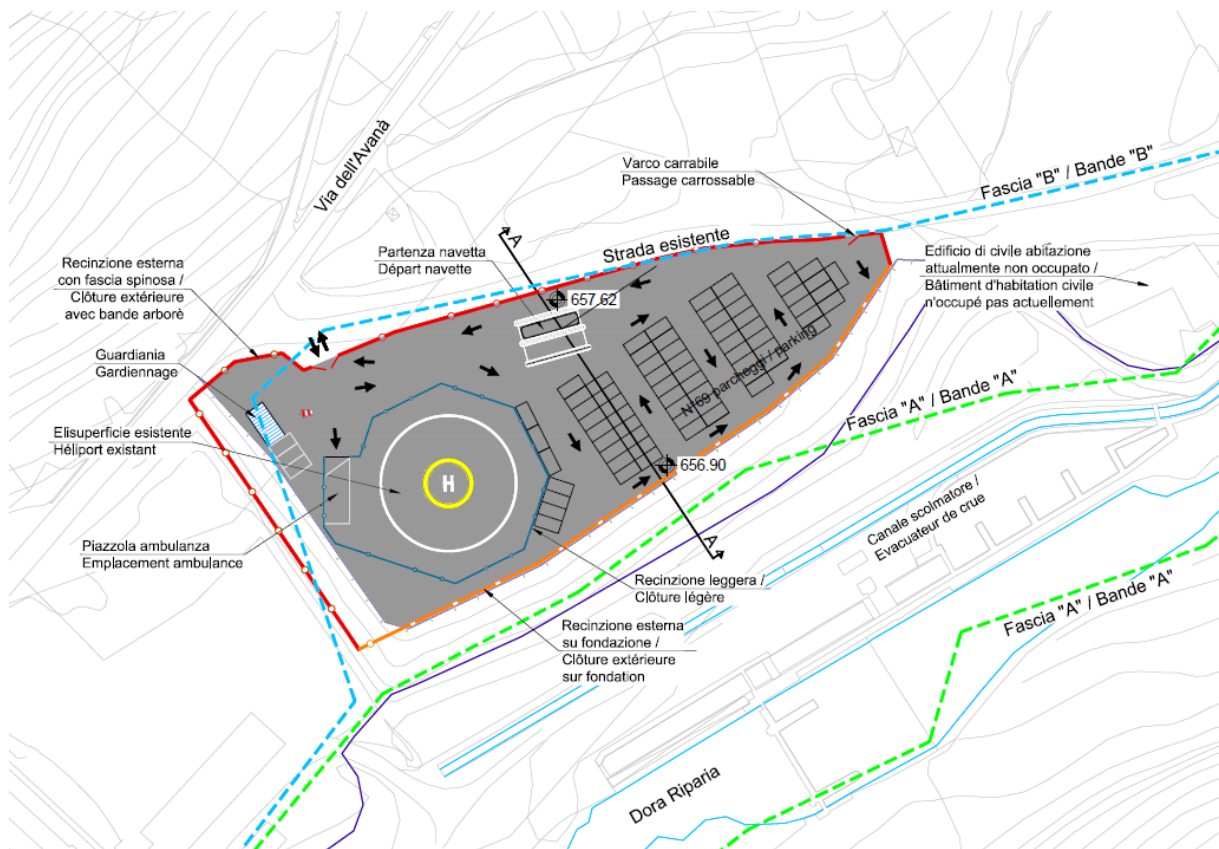 Via dell'Avanà
Varco carrabile
Passage carrossable
Fascia "B" / Bande "B"
A
Strada esistente
Partenza navetta
Départ navette
Edificio di civile abitazione
attualmente non occupato /
Bâtiment d'habitation civile
n'occupé pas actuellement
Recinzione esterna
con fascia spinosa /
Clôture extérieure
avec bande arborè
657.62
Guardiania
Gardiennage
N°69 parcheggi / parking
Fascia "A" / Bande "A"
Elisuperficie esistente
Héliport existant
H
656.90
Canale scolmatore /
Evacuateur de crue
A
Piazzola ambulanza
Emplacement ambulance
Recinzione leggera /
Clôture légère
Fascia "A" / Bande "A"
Recinzione esterna
su fondazione /
Clôture extérieure
sur fondation
Dora Riparia